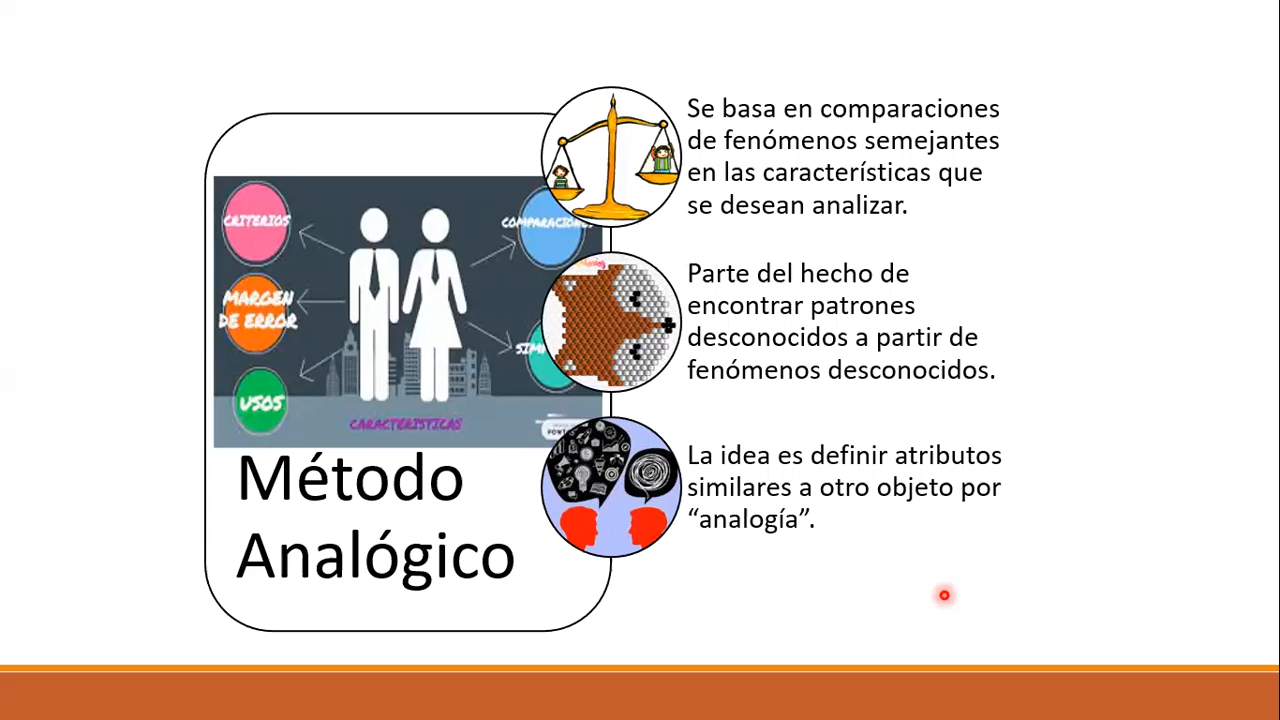 CRITERIOS
MARGEN
DE ERROR
USOS
CARACTERISTICAS
Método
Analógico
Se basa en comparaciones
de fenómenos semejantes
en las características que
se desean analizar.
Parte del hecho de
encontrar patrones
desconocidos a partir de
fenómenos desconocidos.
La idea es definir atributos
similares a otro objeto por
“analogía”.